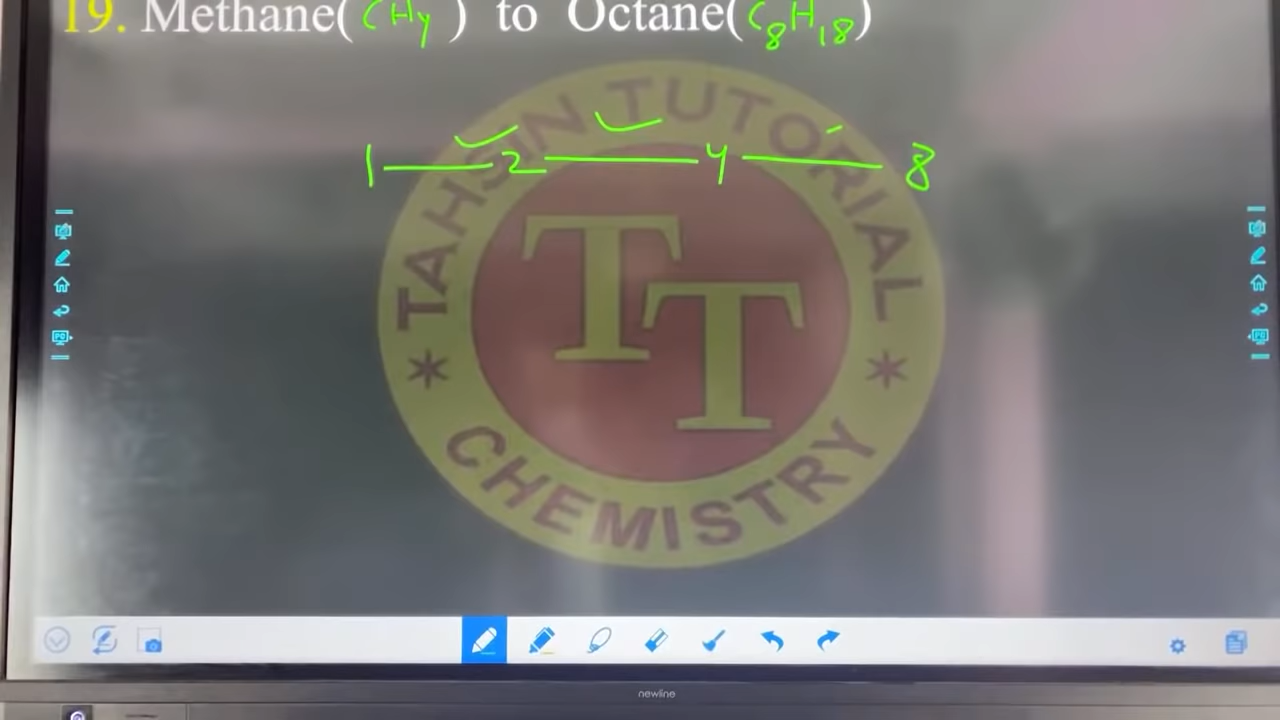 19. Methane(CH4) to Octane(C8H18)
1 2 4 8
TAHSIN TUTORIAL
TT
* CHEMISTRY *
newline